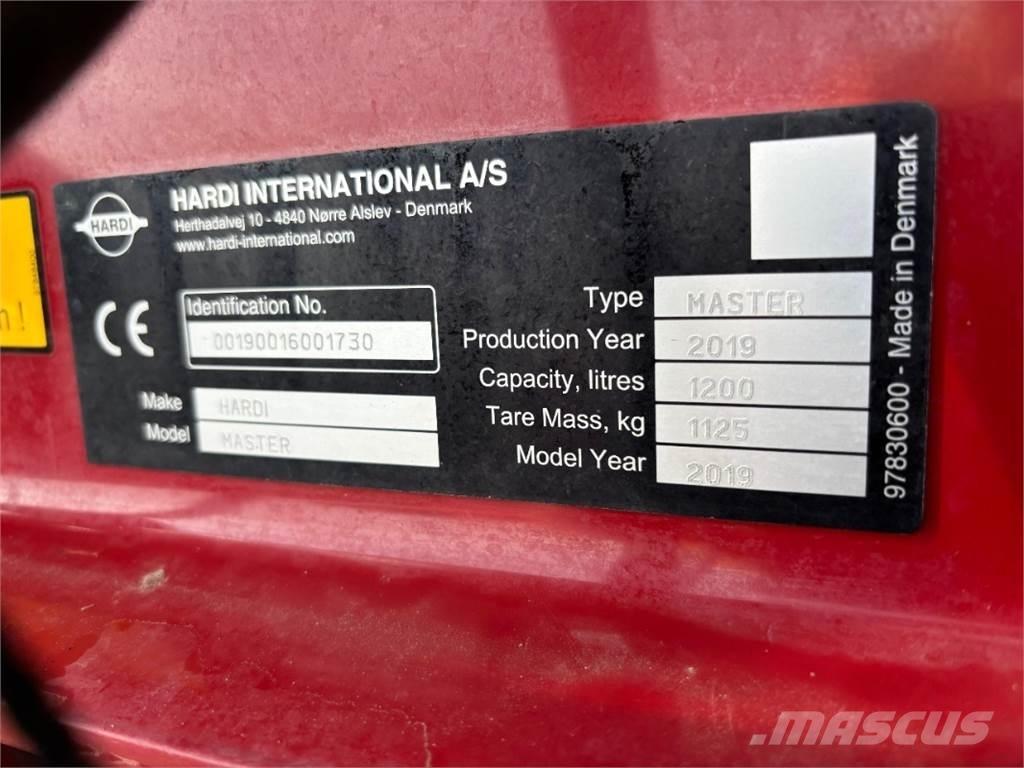 HARDI INTERNATIONAL A/S
Herthadalvej 10 - 4840 Nørre Alslev - Denmark
www.hardi-international.com
HARDI
CE
Identification No.
00190016001730
Make HARDI
Model MASTER
Type MASTER
Production Year 2019
Capacity, litres 1200
Tare Mass, kg 1125
Model Year 2019
97830600 - Made in Denmark
n !
MASCUS